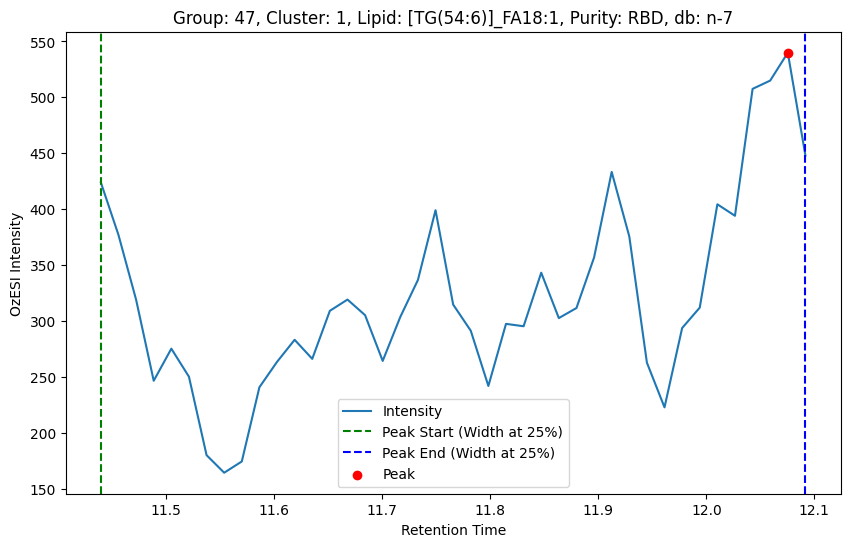 Group: 47, Cluster: 1, Lipid: [TG(54:6)]_FA18:1, Purity: RBD, db: n-7
550
500
450
400
350
300
250
200
150
OzESI Intensity
Intensity
Peak Start (Width at 25%)
Peak End (Width at 25%)
Peak
11.5
11.6
11.7
11.8
11.9
12.0
12.1
Retention Time